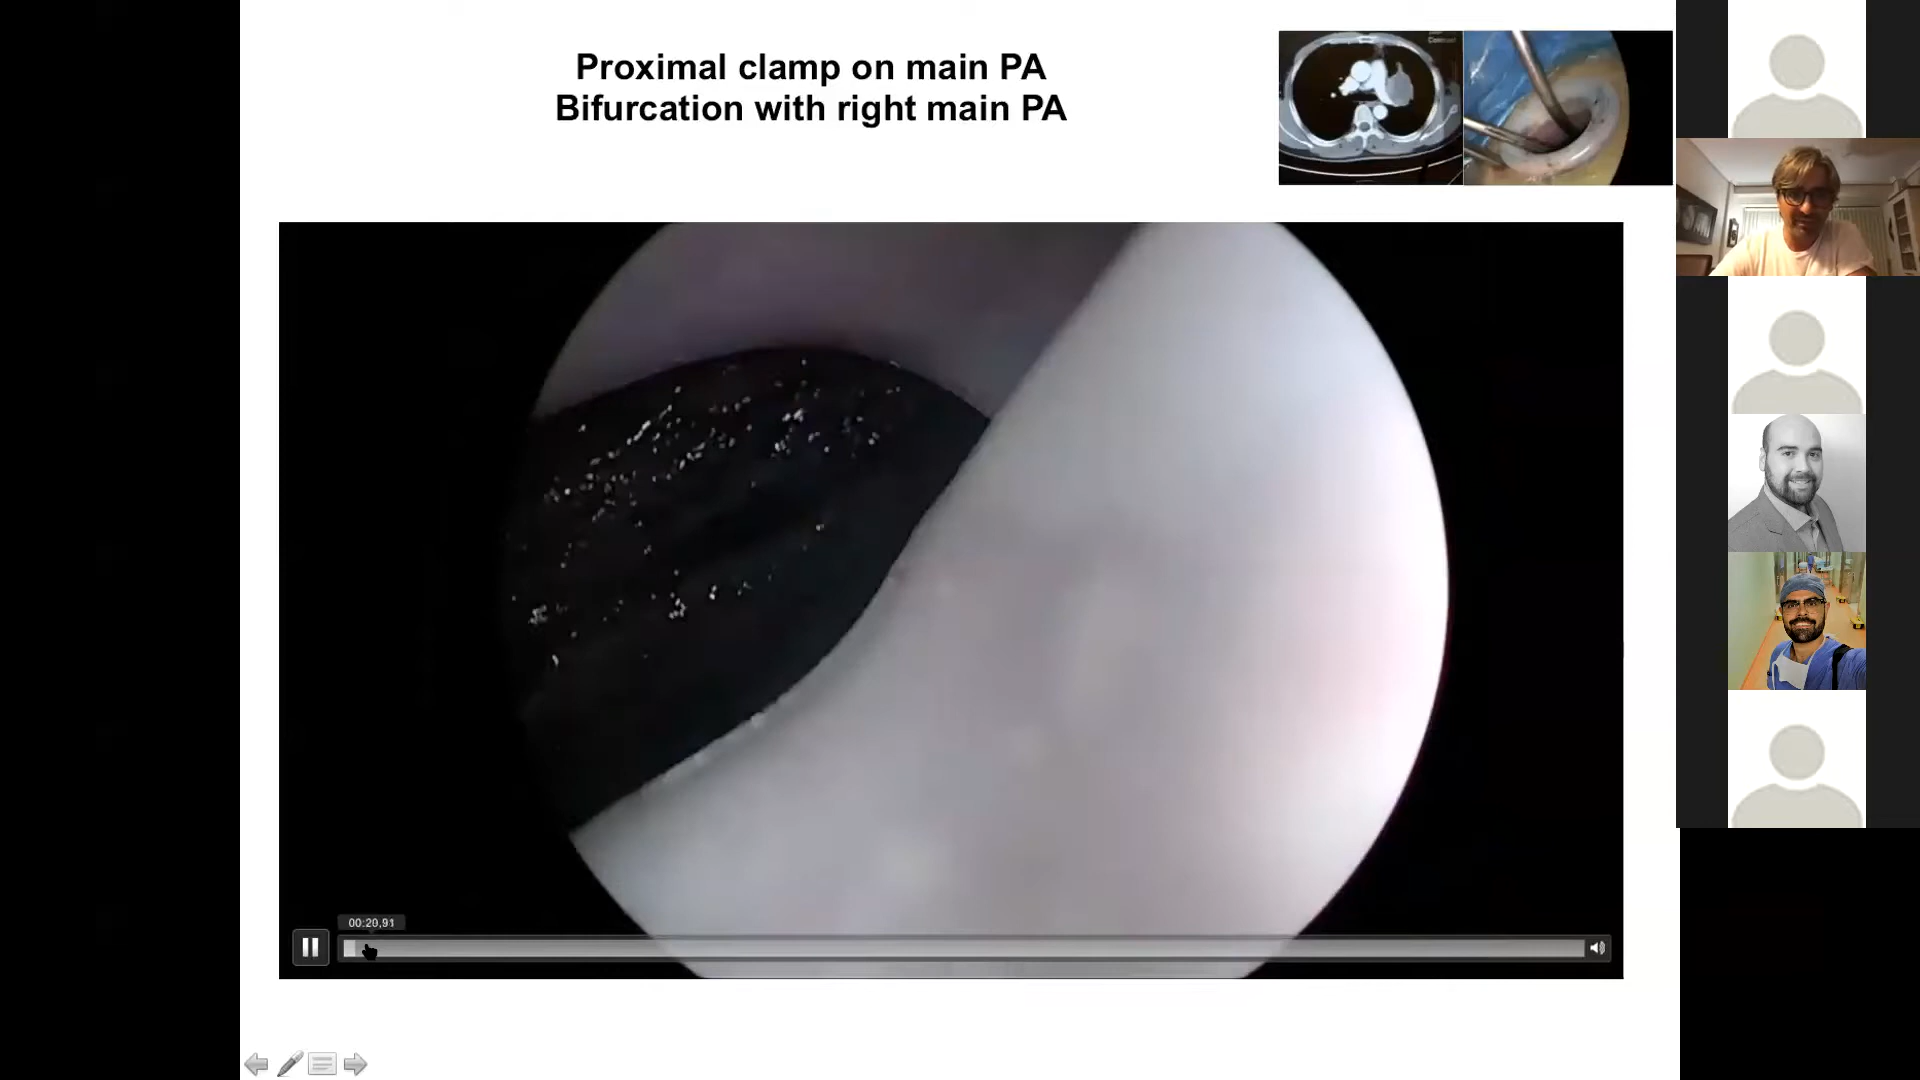 Proximal clamp on main PA
Bifurcation with right main PA
00:20,91